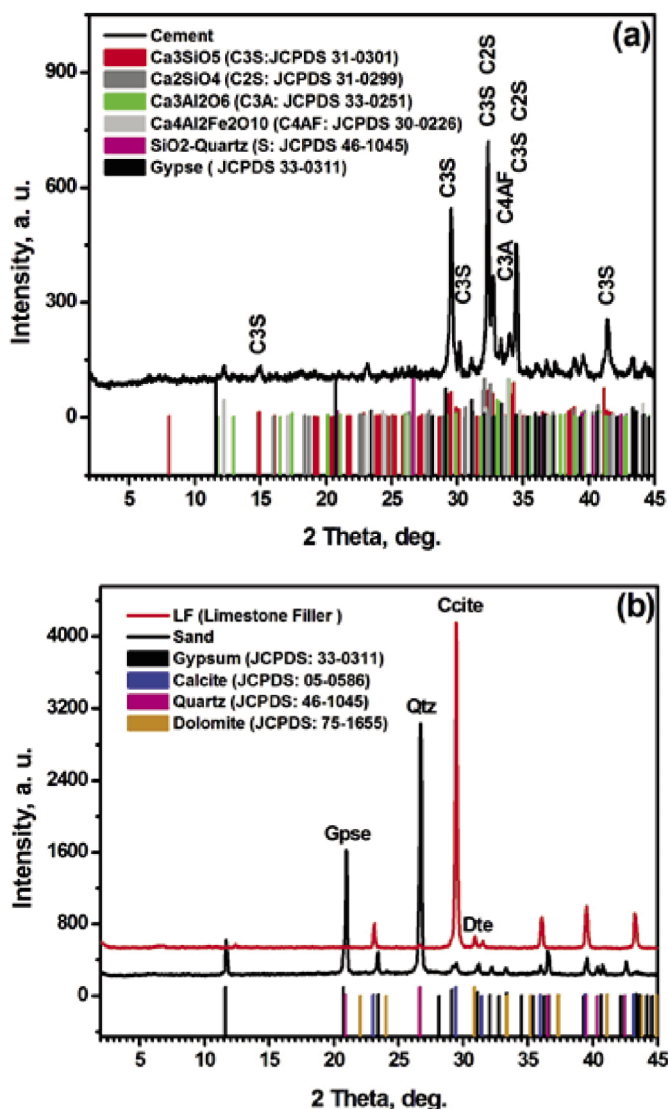 (a)
Cement
Ca3SiO5 (C3S:JCPDS 31-0301)
Ca2SiO4 (C2S: JCPDS 31-0299)
Ca3Al2O6 (C3A: JCPDS 33-0251)
Ca4Al2Fe2O10 (C4AF: JCPDS 30-0226)
SiO2-Quartz (S: JCPDS 46-1045)
Gypse ( JCPDS 33-0311)
C3S
C3S
C3S
C3S C2S
C3A C4AF
C3S C2S
C3S
Intensity, a. u.
900
600
300
0
5 10 15 20 25 30 35 40 45
2 Theta, deg.
(b)
LF (Limestone Filler )
Sand
Gypsum (JCPDS: 33-0311)
Calcite (JCPDS: 05-0586)
Quartz (JCPDS: 46-1045)
Dolomite (JCPDS: 75-1655)
Ccite
Qtz
Gpse
Dte
Intensity, a. u.
4000
3200
2400
1600
800
0
5 10 15 20 25 30 35 40 45
2 Theta, deg.